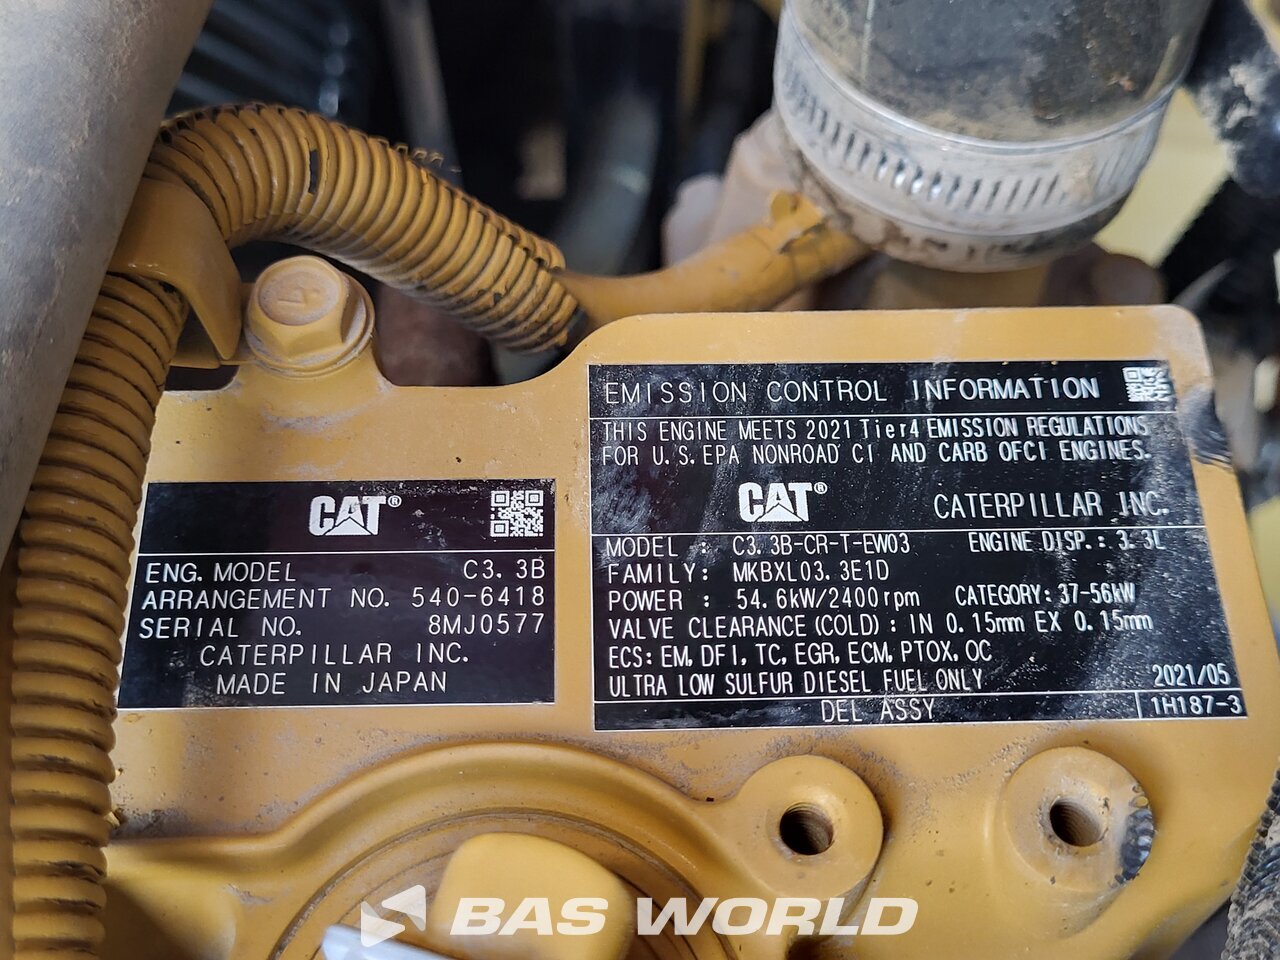 CAT®
ENG. MODEL C3.3B
ARRANGEMENT NO. 540-6418
SERIAL NO. 8MJ0577
CATERPILLAR INC.
MADE IN JAPAN
EMISSION CONTROL INFORMATION
THIS ENGINE MEETS 2021 Tier4 EMISSION REGULATIONS
FOR U.S.EPA NONROAD CI AND CARB OFCI ENGINES.
CAT® CATERPILLAR INC.
MODEL : C3.3B-CR-T-EW03 ENGINE DISP.: 3.3L
FAMILY: MKBXL03.3E1D
POWER : 54.6kW/2400rpm CATEGORY: 37-56kW
VALVE CLEARANCE(COLD): IN 0.15mm EX 0.15mm
ECS: EM, DFI, TC, EGR, ECM, PTOX, OC
ULTRA LOW SULFUR DIESEL FUEL ONLY 2021/05
DEL ASSY 1H187-3
BAS WORLD